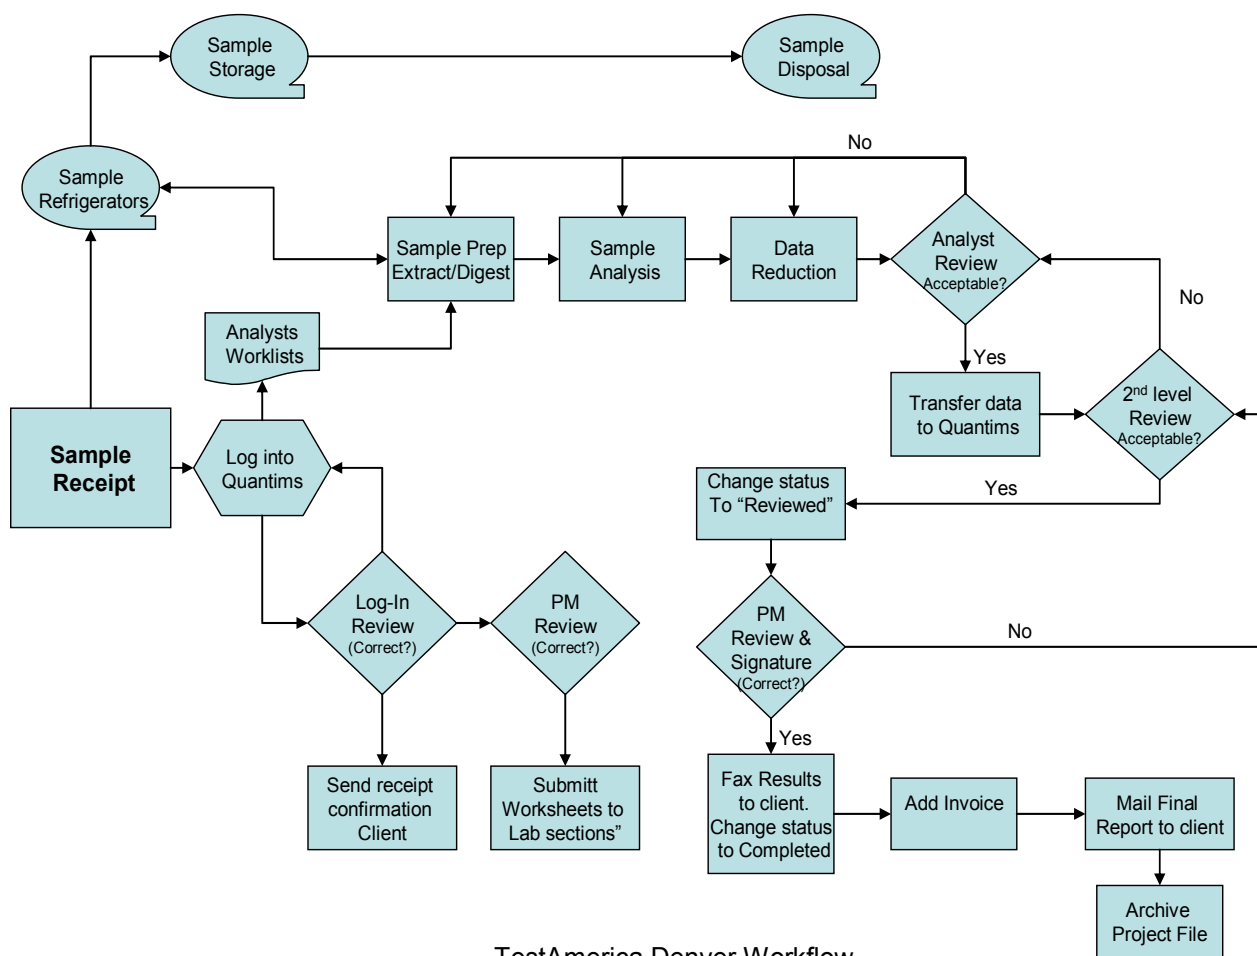 Sample
Storage
Sample
Disposal
No
Sample
Refrigerators
Sample Prep
Extract/Digest
Sample
Analysis
Data
Reduction
Analyst
Review
Acceptable?
No
Analysts
Worklists
Yes
Transfer data
to Quantims
2nd level
Review
Acceptable?
Sample
Receipt
Log into
Quantims
Change status
To “Reviewed”
Yes
Log-In
Review
(Correct?)
PM
Review
(Correct?)
PM
Review &
Signature
(Correct?)
No
Yes
Send receipt
confirmation
Client
Submitt
Worksheets to
Lab sections”
Fax Results
to client.
Change status
to Completed
Add Invoice
Mail Final
Report to client
Archive
Project File
TestAmerica Denver Workflow